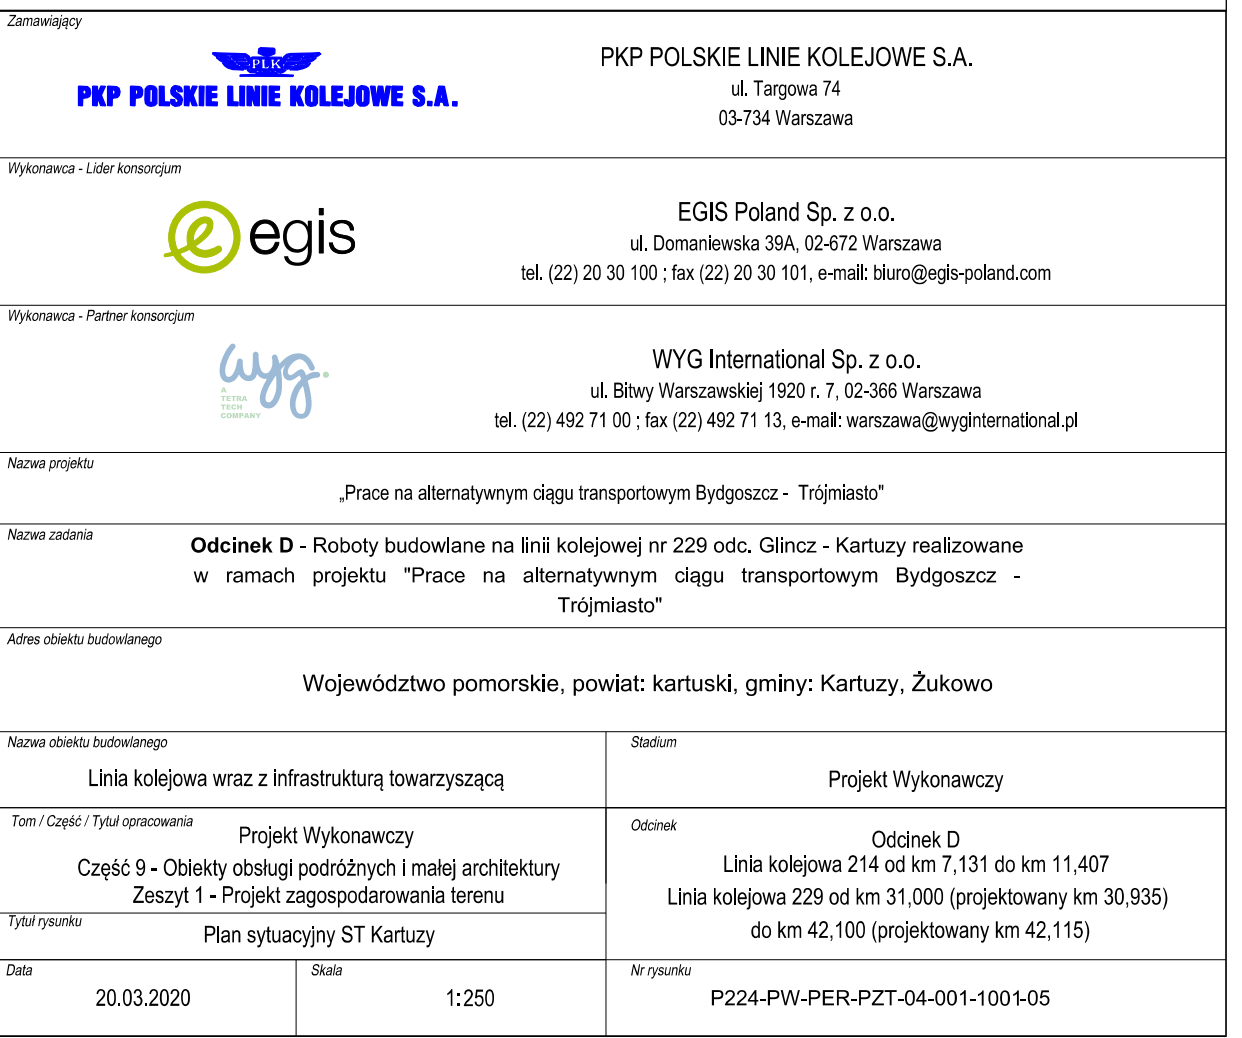 Zamawiający
PLK
PKP POLSKIE LINIE KOLEJOWE S.A.
PKP POLSKIE LINIE KOLEJOWE S.A.
ul. Targowa 74
03-734 Warszawa
Wykonawca - Lider konsorcjum
e egis
EGIS Poland Sp. z o.o.
ul. Domaniewska 39A, 02-672 Warszawa
tel. (22) 20 30 100 ; fax (22) 20 30 101, e-mail: biuro@egis-poland.com
Wykonawca - Partner konsorcjum
wyg.
A
TETRA
TECH
COMPANY
WYG International Sp. z o.o.
ul. Bitwy Warszawskiej 1920 r. 7, 02-366 Warszawa
tel. (22) 492 71 00 ; fax (22) 492 71 13, e-mail: warszawa@wyginternational.pl
Nazwa projektu
„Prace na alternatywnym ciągu transportowym Bydgoszcz - Trójmiasto"
Nazwa zadania
Odcinek D - Roboty budowlane na linii kolejowej nr 229 odc. Glincz - Kartuzy realizowane
w ramach projektu "Prace na alternatywnym ciągu transportowym Bydgoszcz -
Trójmiasto"
Adres obiektu budowlanego
Województwo pomorskie, powiat: kartuski, gminy: Kartuzy, Żukowo
Nazwa obiektu budowlanego
Linia kolejowa wraz z infrastrukturą towarzyszącą
Stadium
Projekt Wykonawczy
Tom / Część / Tytuł opracowania
Projekt Wykonawczy
Część 9 - Obiekty obsługi podróżnych i małej architektury
Zeszyt 1 - Projekt zagospodarowania terenu
Odcinek
Odcinek D
Linia kolejowa 214 od km 7,131 do km 11,407
Linia kolejowa 229 od km 31,000 (projektowany km 30,935)
do km 42,100 (projektowany km 42,115)
Tytuł rysunku
Plan sytuacyjny ST Kartuzy
Data
20.03.2020
Skala
1:250
Nr rysunku
P224-PW-PER-PZT-04-001-1001-05